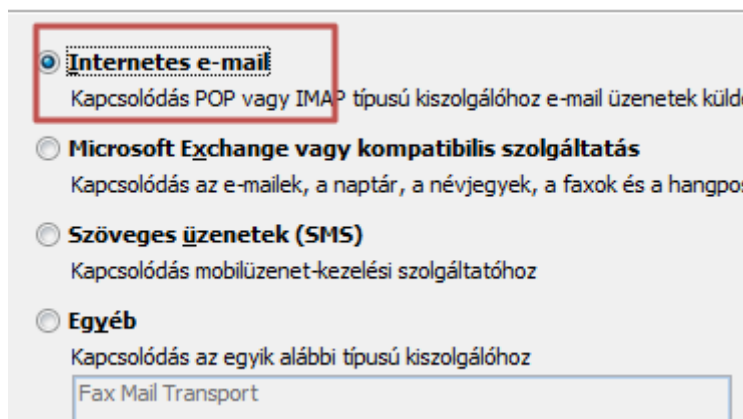 Internetes e-mail
Kapcsolódás POP vagy IMAP típusú kiszolgálóhoz e-mail üzenetek
Microsoft Exchange vagy kompatibilis szolgáltatás
Kapcsolódás az e-mailek, a naptár, a névjegyek, a faxok és a
Szöveges üzenetek (SMS)
Kapcsolódás mobilüzenet-kezelési szolgáltatóhoz
Egyéb
Kapcsolódás az egyik alábbi típusú kiszolgálóhoz
Fax Mail Transport